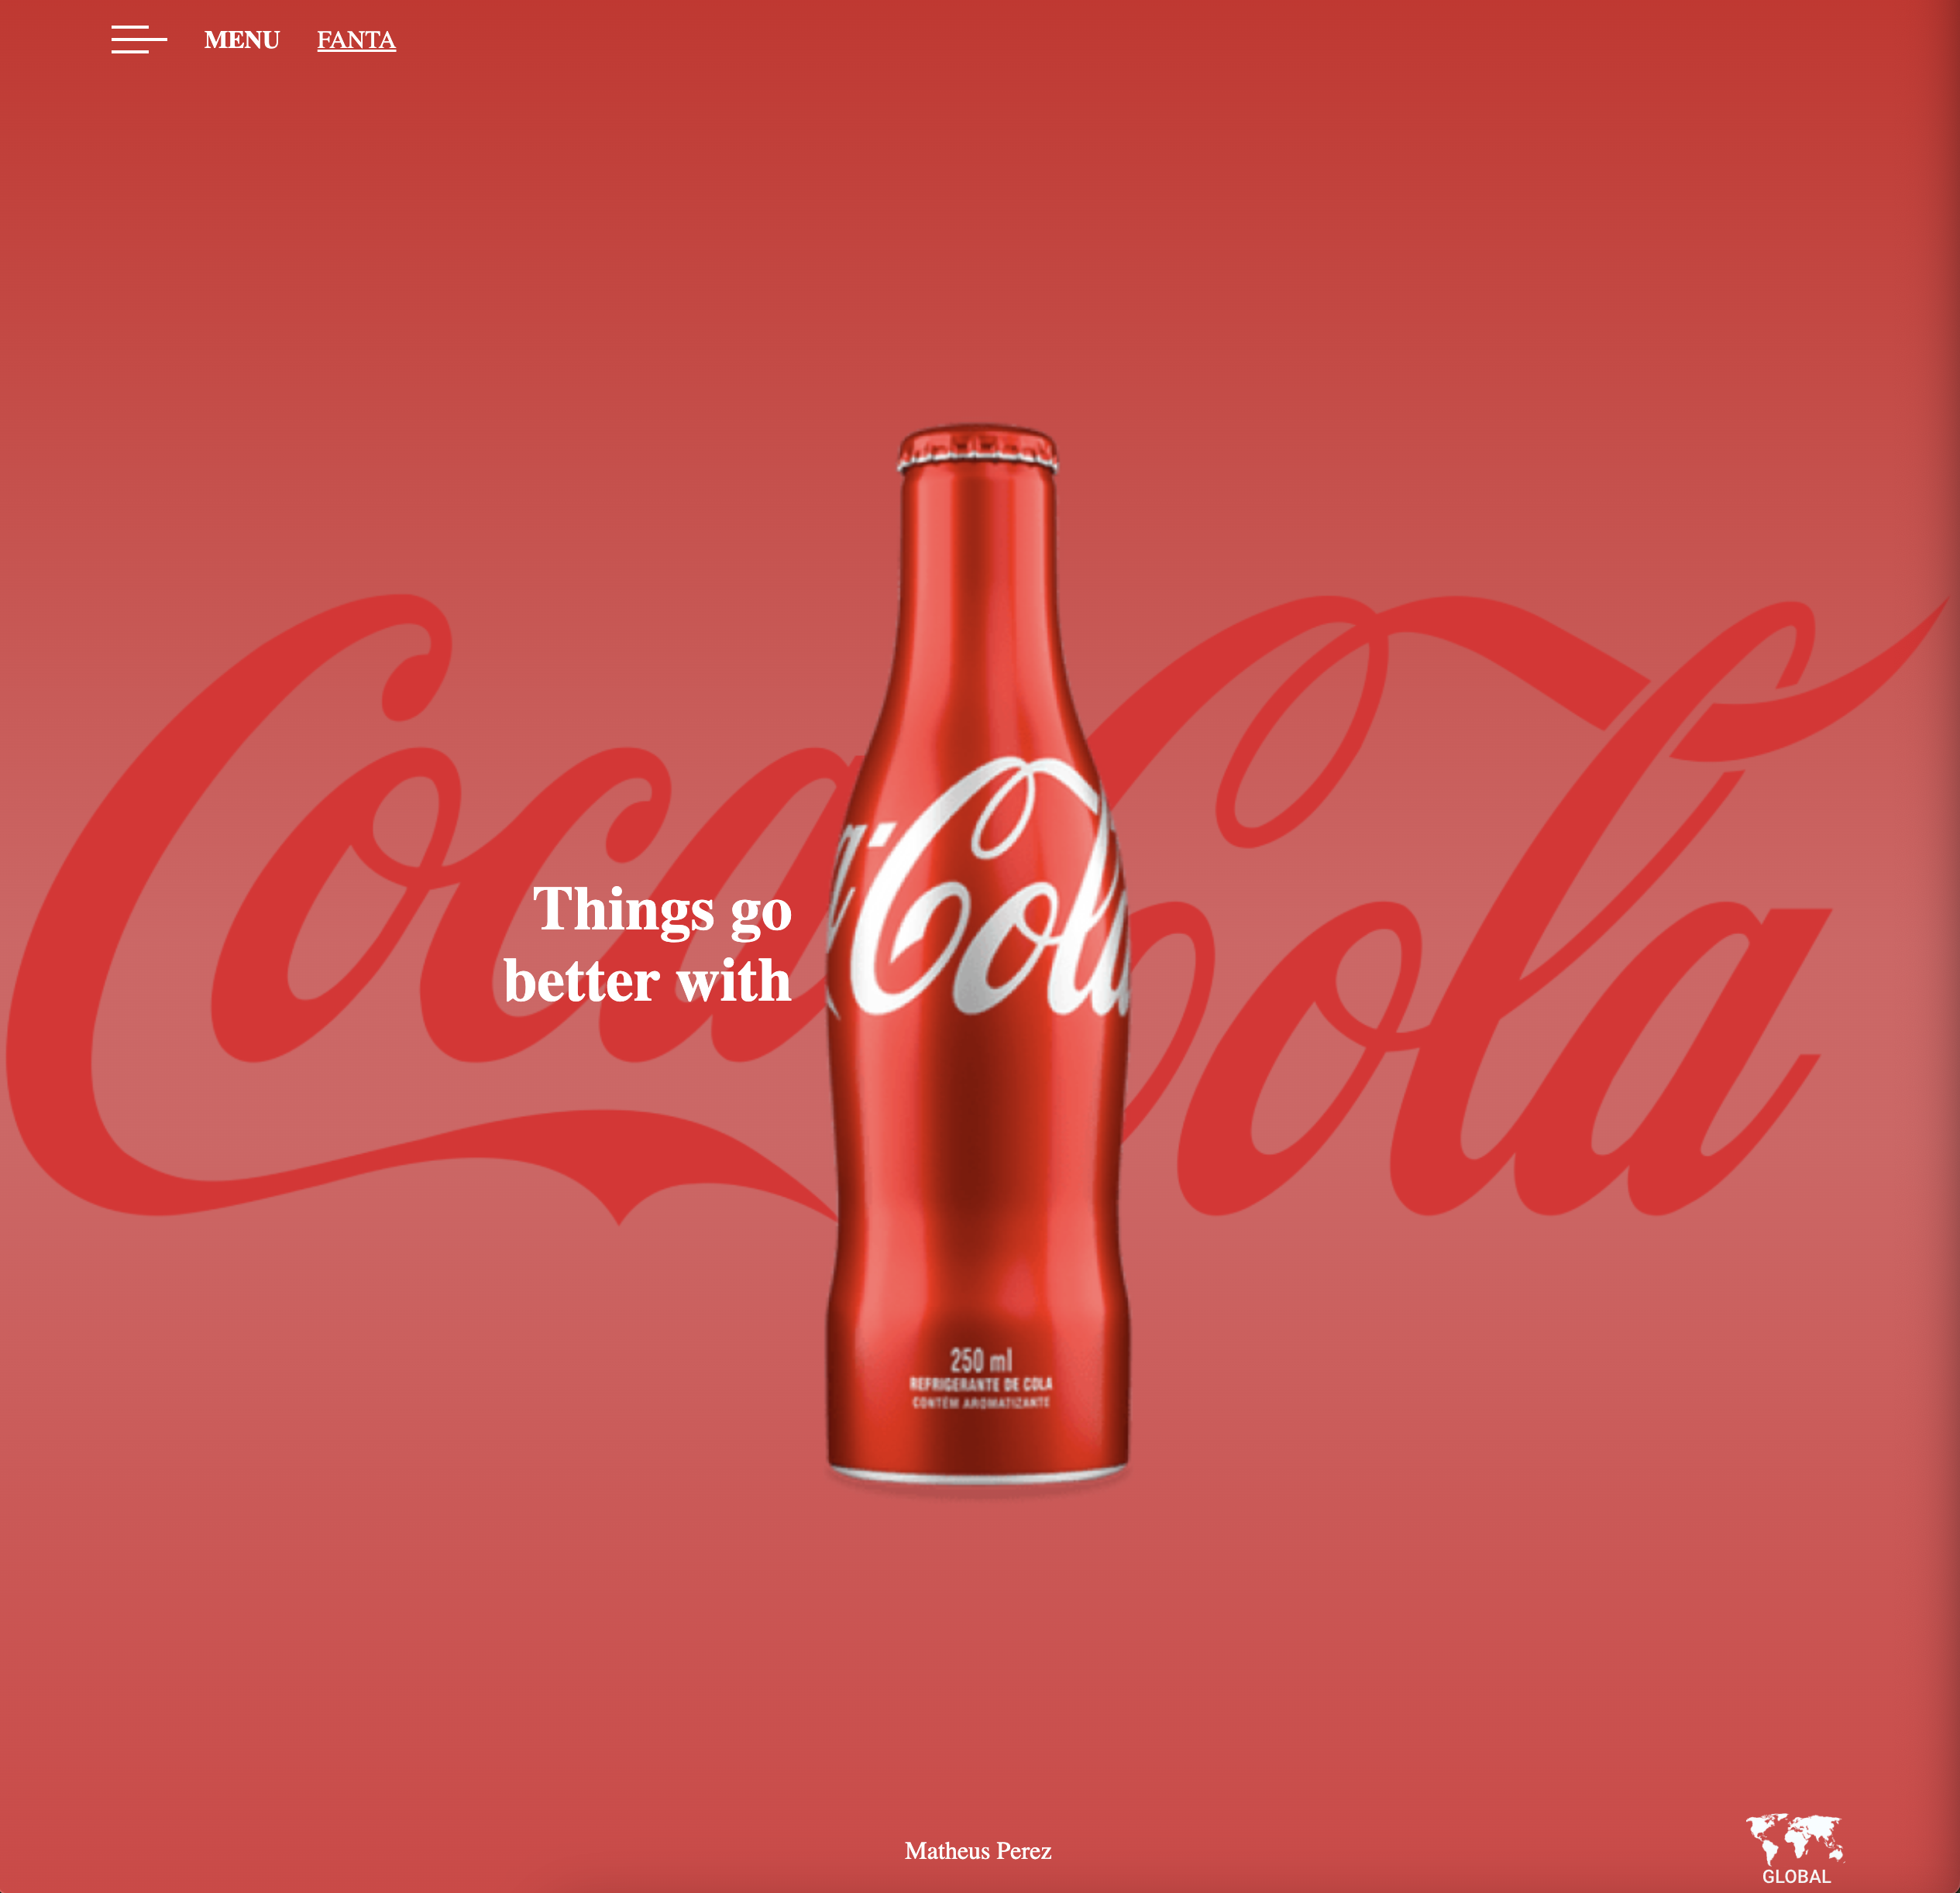 MENU FANTA
Coca Cola
Things go
better with
Cola
250 ml
REFRIGERANTE DE COLA
CONTÉM AROMATIZANTE
Matheus Perez
GLOBAL